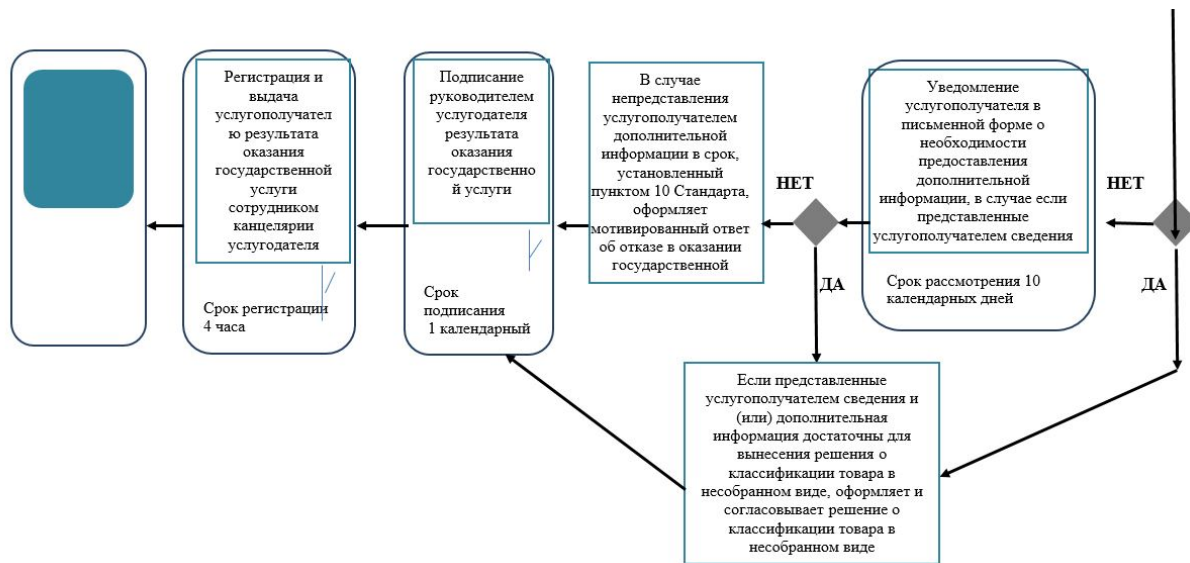 Регистрация и
выдача
услугополучател
ю результата
оказания
государственной
услуги
сотрудником
канцелярии
услугодателя
Срок регистрации
4 часа
Подписание
руководителем
услугодателя
результата
оказания
государственно
й услуги
Срок
подписания
1 календарный
В случае
непредставления
услугополучателем
дополнительной
информации в срок,
установленный
пунктом 10 Стандарта,
оформляет
мотивированный ответ
об отказе в оказании
государственной
НЕТ
ДА
Уведомление
услугополучателя в
письменной форме о
необходимости
предоставления
дополнительной
информации, в случае если
представленные
услугополучателем сведения
Срок рассмотрения 10
календарных дней
НЕТ
ДА
Если представленные
услугополучателем сведения и
(или) дополнительная
информация достаточны для
вынесения решения о
классификации товара в
несобранном виде, оформляет и
согласовывает решение о
классификации товара в
несобранном виде